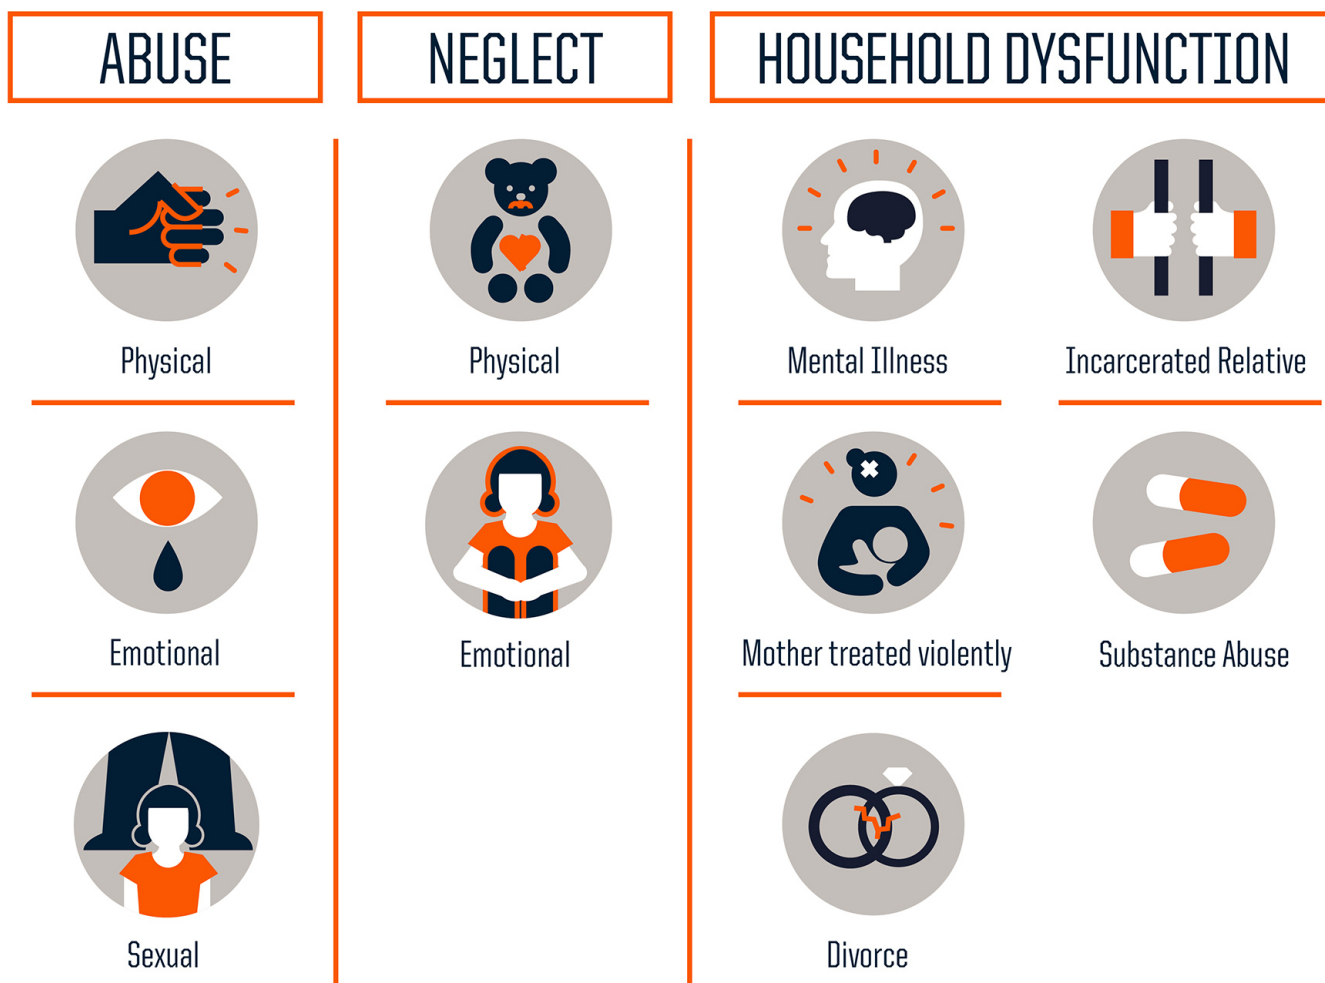 ABUSE
Physical
Emotional
Sexual
NEGLECT
Physical
Emotional
HOUSEHOLD DYSFUNCTION
Mental Illness
Incarcerated Relative
Mother treated violently
Substance Abuse
Divorce